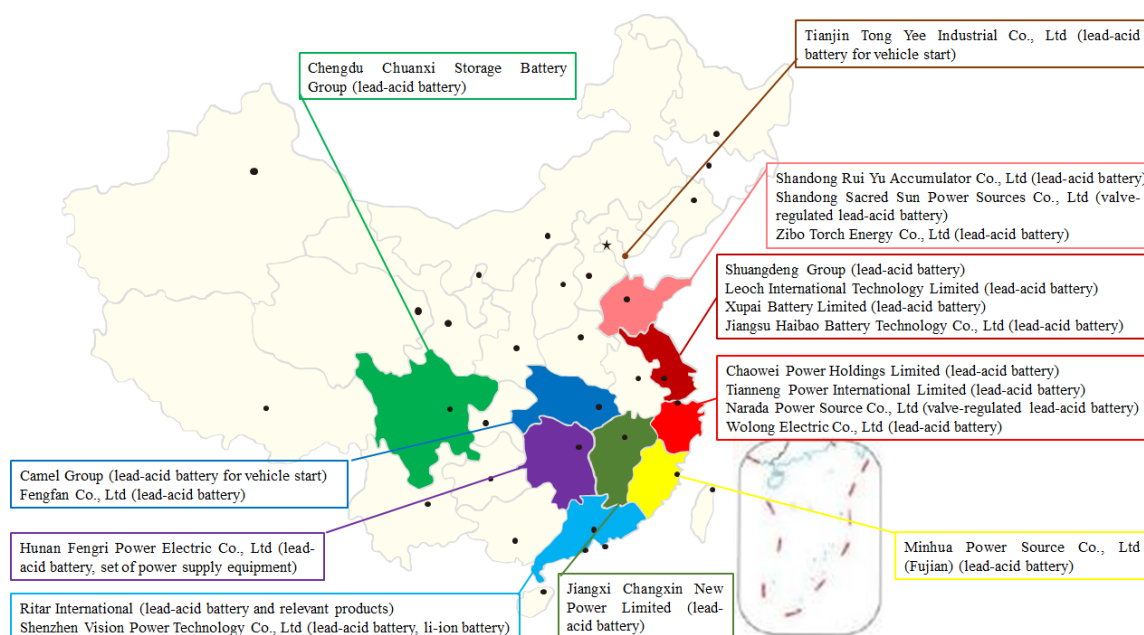 Tianjin Tong Yee Industrial Co., Ltd (lead-acid
battery for vehicle start)
Chengdu Chuanxi Storage Battery
Group (lead-acid battery)
Shandong Rui Yu Accumulator Co., Ltd (lead-acid battery)
Shandong Sacred Sun Power Sources Co., Ltd (valve-
regulated lead-acid battery)
Zibo Torch Energy Co., Ltd (lead-acid battery)
Shuangdeng Group (lead-acid battery)
Leoch International Technology Limited (lead-acid battery)
Xupai Battery Limited (lead-acid battery)
Jiangsu Haibao Battery Technology Co., Ltd (lead-acid battery)
Chaowei Power Holdings Limited (lead-acid battery)
Tianneng Power International Limited (lead-acid battery)
Narada Power Source Co., Ltd (valve-regulated lead-acid battery)
Wolong Electric Co., Ltd (lead-acid battery)
Camel Group (lead-acid battery for vehicle start)
Fengfan Co., Ltd (lead-acid battery)
Hunan Fengri Power Electric Co., Ltd (lead-
acid battery, set of power supply equipment)
Minhua Power Source Co., Ltd
(Fujian) (lead-acid battery)
Ritar International (lead-acid battery and relevant products)
Shenzhen Vision Power Technology Co., Ltd (lead-acid battery, li-ion battery)
Jiangxi Changxin New
Power Limited (lead-
acid battery)